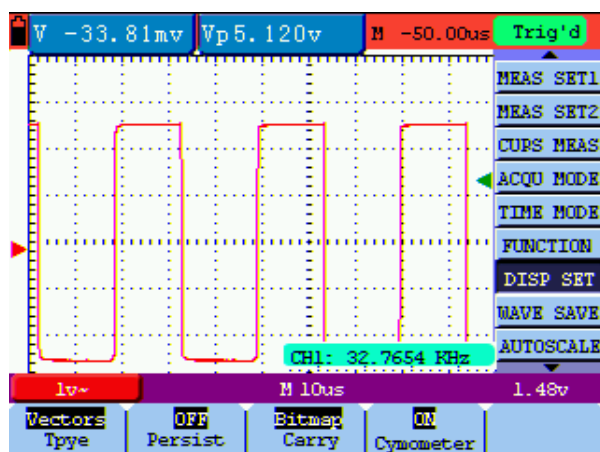 V -33.81mv Vp5.120v M -50.00us Trig'd
MEAS SET1
MEAS SET2
CUPS MEAS
ACQU MODE
TIME MODE
FUNCTION
DISP SET
WAVE SAVE
AUTOSCALE
CH1: 32.7654 KHz
1v~ M 10us 1.48v
Vectors OFF Bitmap ON
Tpye Persist Carry Cymometer